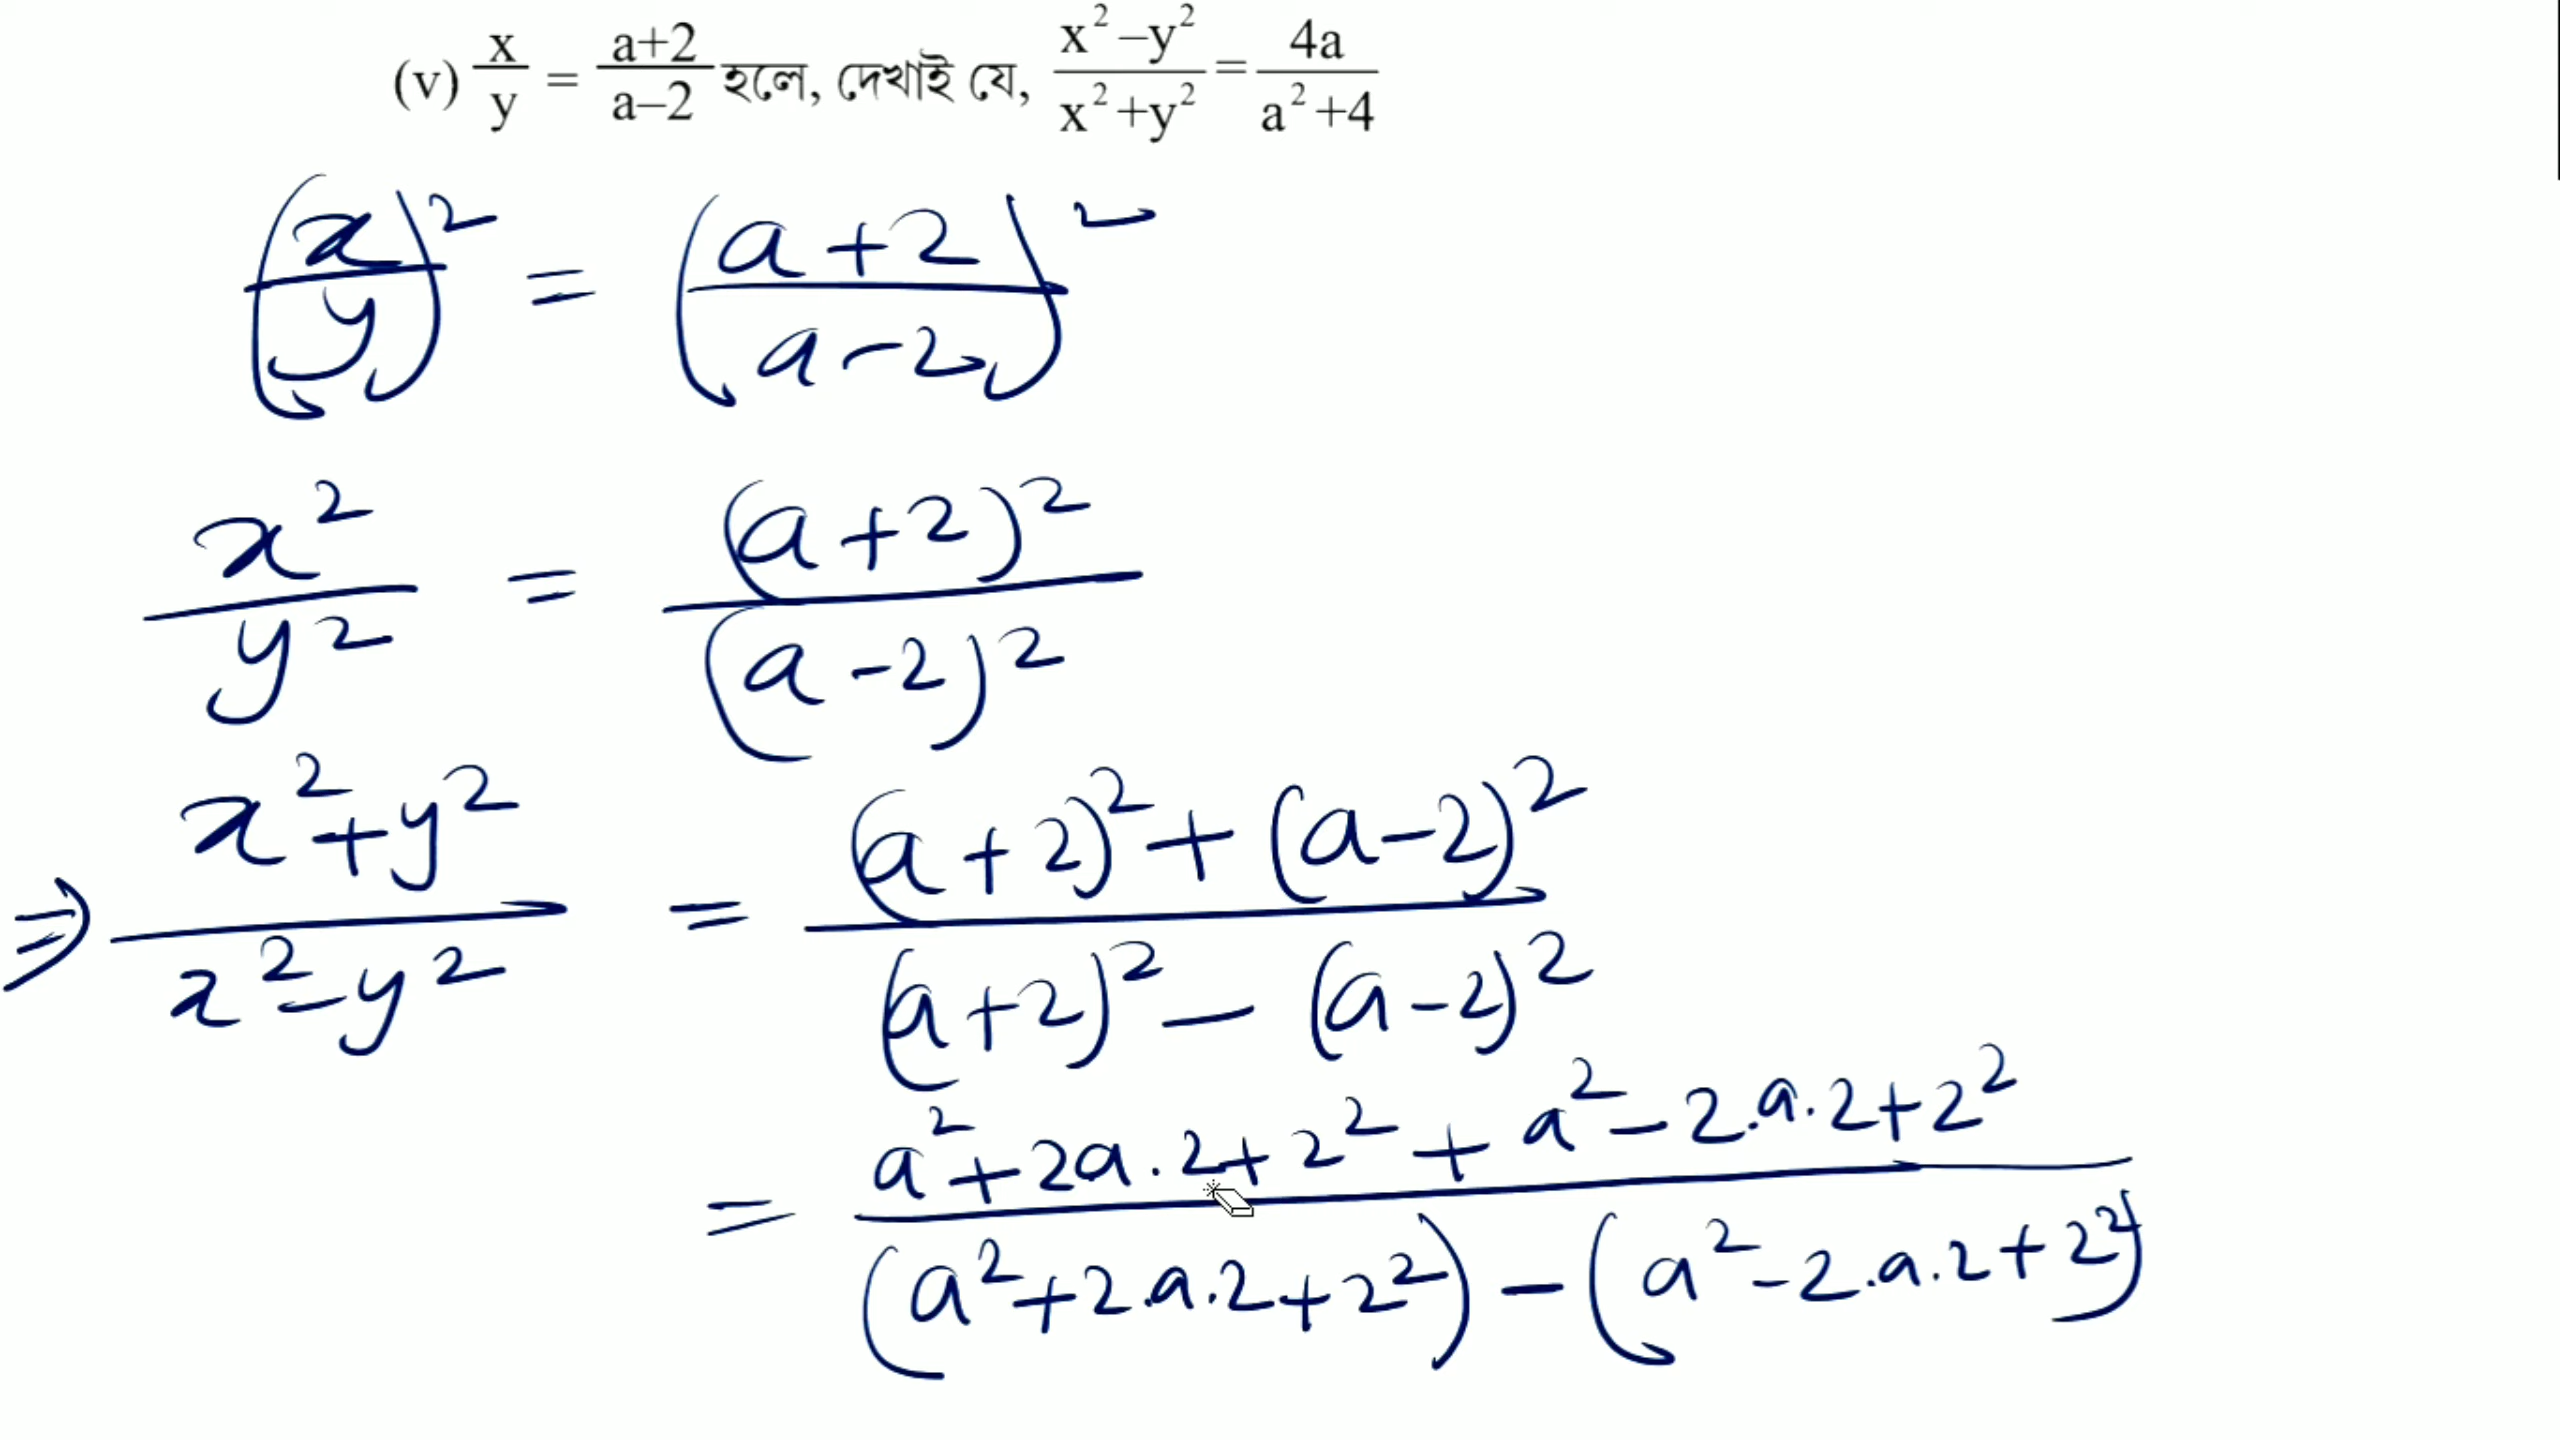 (v) x/y = a+2/a–2 হলে, দেখাই যে, x²–y²/x²+y² = 4a/a²+4
(x/y)² = (a+2/a-2)²
x²/y² = (a+2)²/(a-2)²
⇒ x²+y²/x²-y² = (a+2)²+(a-2)²/(a+2)²-(a-2)²
= a²+2a.2+2²+a²-2.a.2+2²/(a²+2.a.2+2²)-(a²-2.a.2+2²)